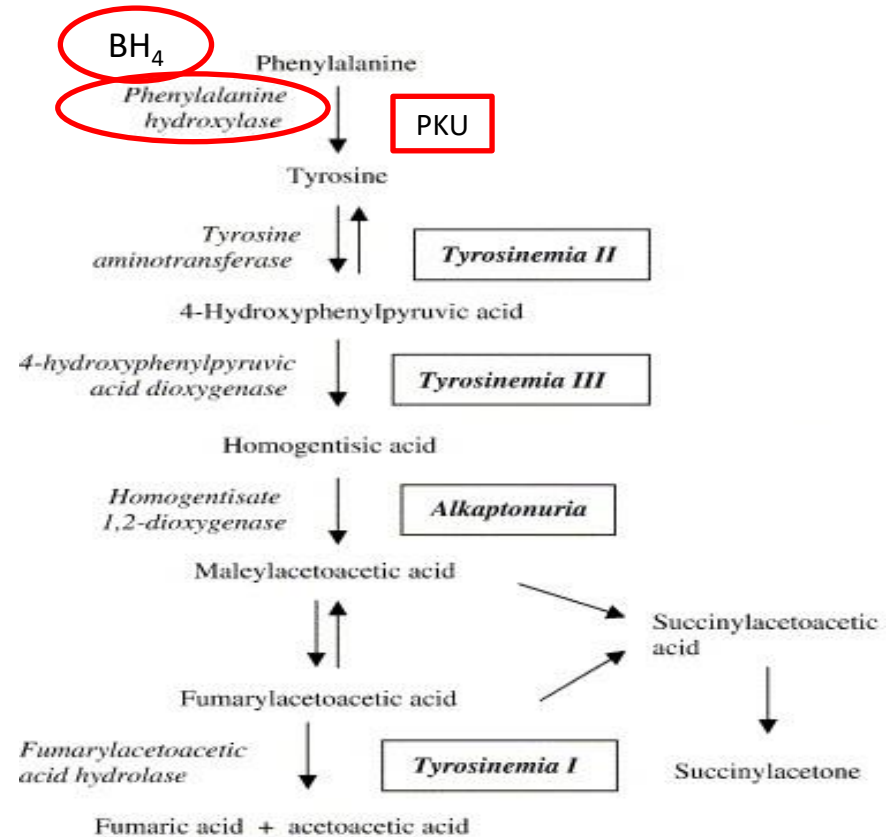 BH₄
Phenylalanine
Phenylalanine
hydroxylase
PKU
Tyrosine
Tyrosine
aminotransferase
Tyrosinemia II
4-Hydroxyphenylpyruvic acid
4-hydroxyphenylpyruvic
acid dioxygenase
Tyrosinemia III
Homogentisic acid
Homogentisate
1,2-dioxygenase
Alkaptonuria
Maleylacetoacetic acid
Succinylacetoacetic
acid
Fumarylacetoacetic acid
Fumarylacetoacetic
acid hydrolase
Tyrosinemia I
Succinylacetone
Fumaric acid + acetoacetic acid